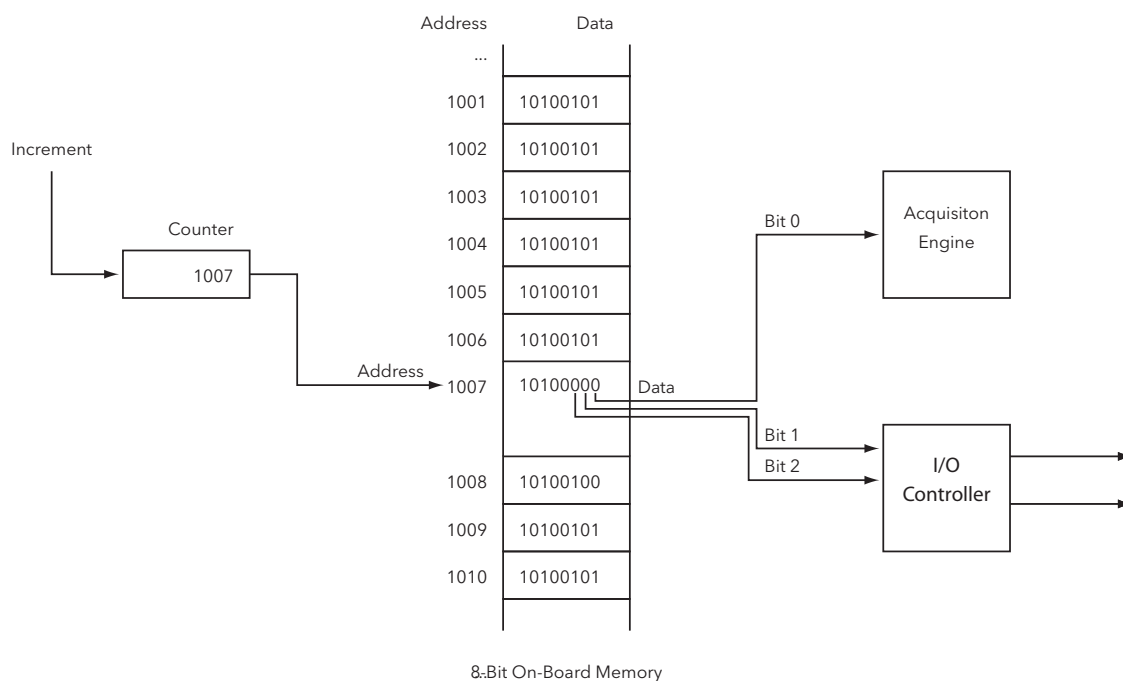 Address Data
...
1001 10100101
1002 10100101
Increment
1003 10100101
Acquisiton
Engine
Bit 0
Counter
1004 10100101
1007
1005 10100101
1006 10100101
Address
1007 10100000 Data
Bit 1
Bit 2
I/O
Controller
1008 10100100
1009 10100101
1010 10100101
8-Bit On-Board Memory